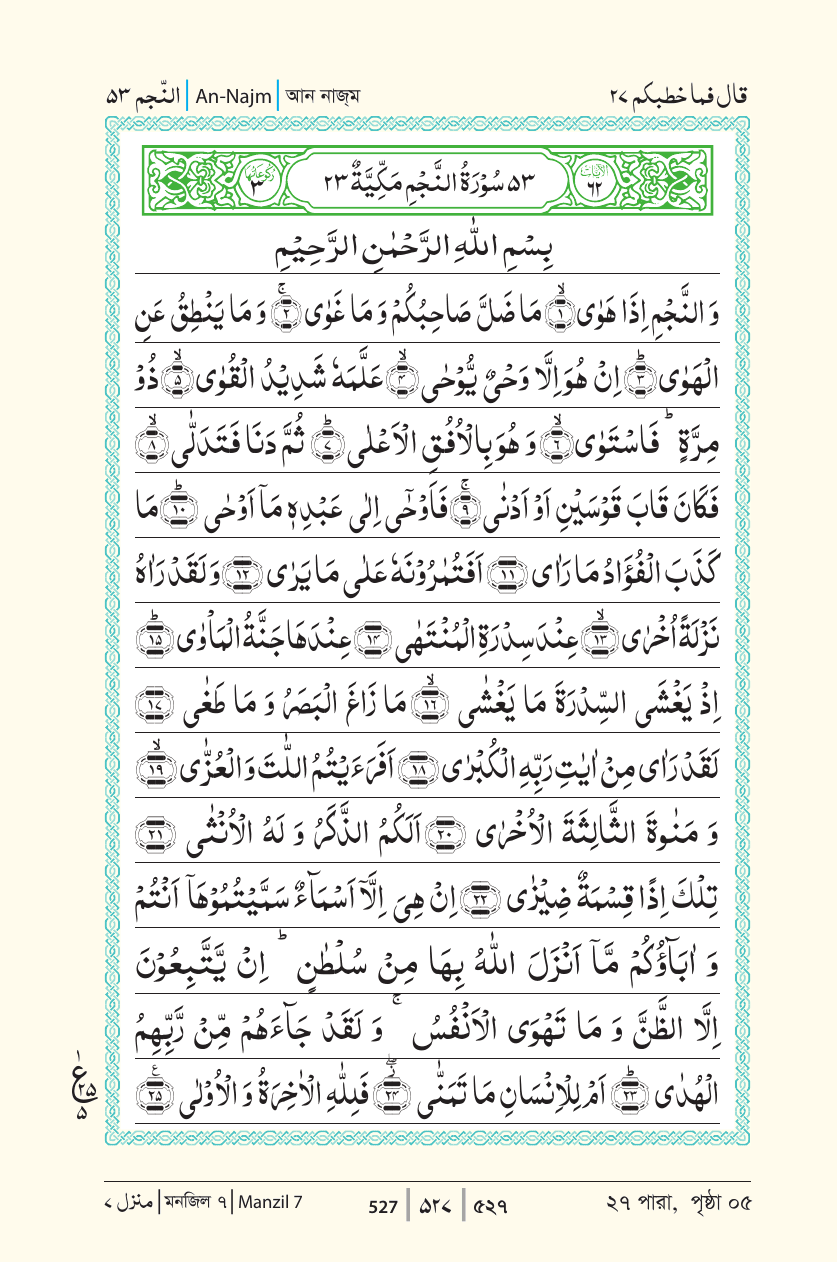 النّجم ٥٣ | An-Najm | আন নাজ্‌ম
قال فما خطبكم ٢٧
رکوعاتها ٣ ٥٣ سُوْرَةُ النَّجْمِ مَكِّيَّةٌ ٢٣ الآيَاتُهَا ٦٢
بِسْمِ اللّٰهِ الرَّحْمٰنِ الرَّحِيْمِ
وَ النَّجْمِ اِذَا هَوٰى ۙ﴿١﴾ مَا ضَلَّ صَاحِبُكُمْ وَ مَا غَوٰى ۚ﴿٢﴾ وَ مَا يَنْطِقُ عَنِ
الْهَوٰى ؕ﴿٣﴾ اِنْ هُوَ اِلَّا وَحْىٌ يُّوْحٰى ۙ﴿٤﴾ عَلَّمَهٗ شَدِيْدُ الْقُوٰى ۙ﴿٥﴾ ذُوْ
مِرَّةٍ ؕ فَاسْتَوٰى ۙ﴿٦﴾ وَ هُوَ بِالْاُفُقِ الْاَعْلٰى ؕ﴿٧﴾ ثُمَّ دَنَا فَتَدَلّٰى ۙ﴿٨﴾
فَكَانَ قَابَ قَوْسَيْنِ اَوْ اَدْنٰى ۚ﴿٩﴾ فَاَوْحٰۤى اِلٰى عَبْدِهٖ مَاۤ اَوْحٰى ؕ﴿١٠﴾ مَا
كَذَبَ الْفُؤَادُ مَا رَاٰى ﴿١١﴾ اَفَتُمٰرُوْنَهٗ عَلٰى مَا يَرٰى ﴿١٢﴾ وَ لَقَدْ رَاٰهُ
نَزْلَةً اُخْرٰى ۙ﴿١٣﴾ عِنْدَ سِدْرَةِ الْمُنْتَهٰى ﴿١٤﴾ عِنْدَهَا جَنَّةُ الْمَاْوٰى ؕ﴿١٥﴾
اِذْ يَغْشَى السِّدْرَةَ مَا يَغْشٰى ۙ﴿١٦﴾ مَا زَاغَ الْبَصَرُ وَ مَا طَغٰى ﴿١٧﴾
لَقَدْ رَاٰى مِنْ اٰيٰتِ رَبِّهِ الْكُبْرٰى ﴿١٨﴾ اَفَرَءَيْتُمُ اللّٰتَ وَ الْعُزّٰى ۙ﴿١٩﴾
وَ مَنٰوةَ الثَّالِثَةَ الْاُخْرٰى ﴿٢٠﴾ اَلَكُمُ الذَّكَرُ وَ لَهُ الْاُنْثٰى ﴿٢١﴾
تِلْكَ اِذًا قِسْمَةٌ ضِيْزٰى ﴿٢٢﴾ اِنْ هِىَ اِلَّاۤ اَسْمَآءٌ سَمَّيْتُمُوْهَاۤ اَنْتُمْ
وَ اٰبَآؤُكُمْ مَّاۤ اَنْزَلَ اللّٰهُ بِهَا مِنْ سُلْطٰنٍ ؕ اِنْ يَّتَّبِعُوْنَ
اِلَّا الظَّنَّ وَ مَا تَهْوَى الْاَنْفُسُ ۚ وَ لَقَدْ جَآءَهُمْ مِّنْ رَّبِّهِمُ
الْهُدٰى ؕ﴿٢٣﴾ اَمْ لِلْاِنْسَانِ مَا تَمَنّٰى ۫ۖ﴿٢٤﴾ فَلِلّٰهِ الْاٰخِرَةُ وَ الْاُوْلٰى ۧ﴿٢٥﴾
ع ٢٥ ٥
منزل ٧ | মনজিল ৭ | Manzil 7
527 | ٥٢٧ | ৫২৭
২৭ পারা, পৃষ্ঠা ০৫